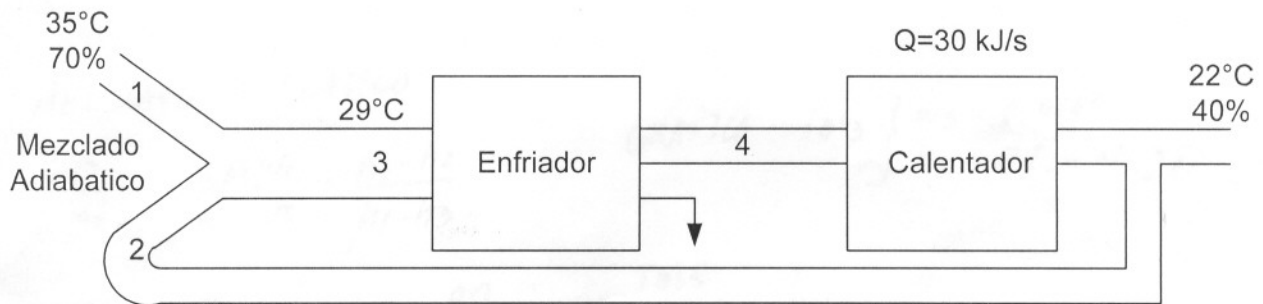 35°C
70%
1
Mezclado
Adiabatico
2
29°C
3
Enfriador
4
Q=30 kJ/s
Calentador
22°C
40%